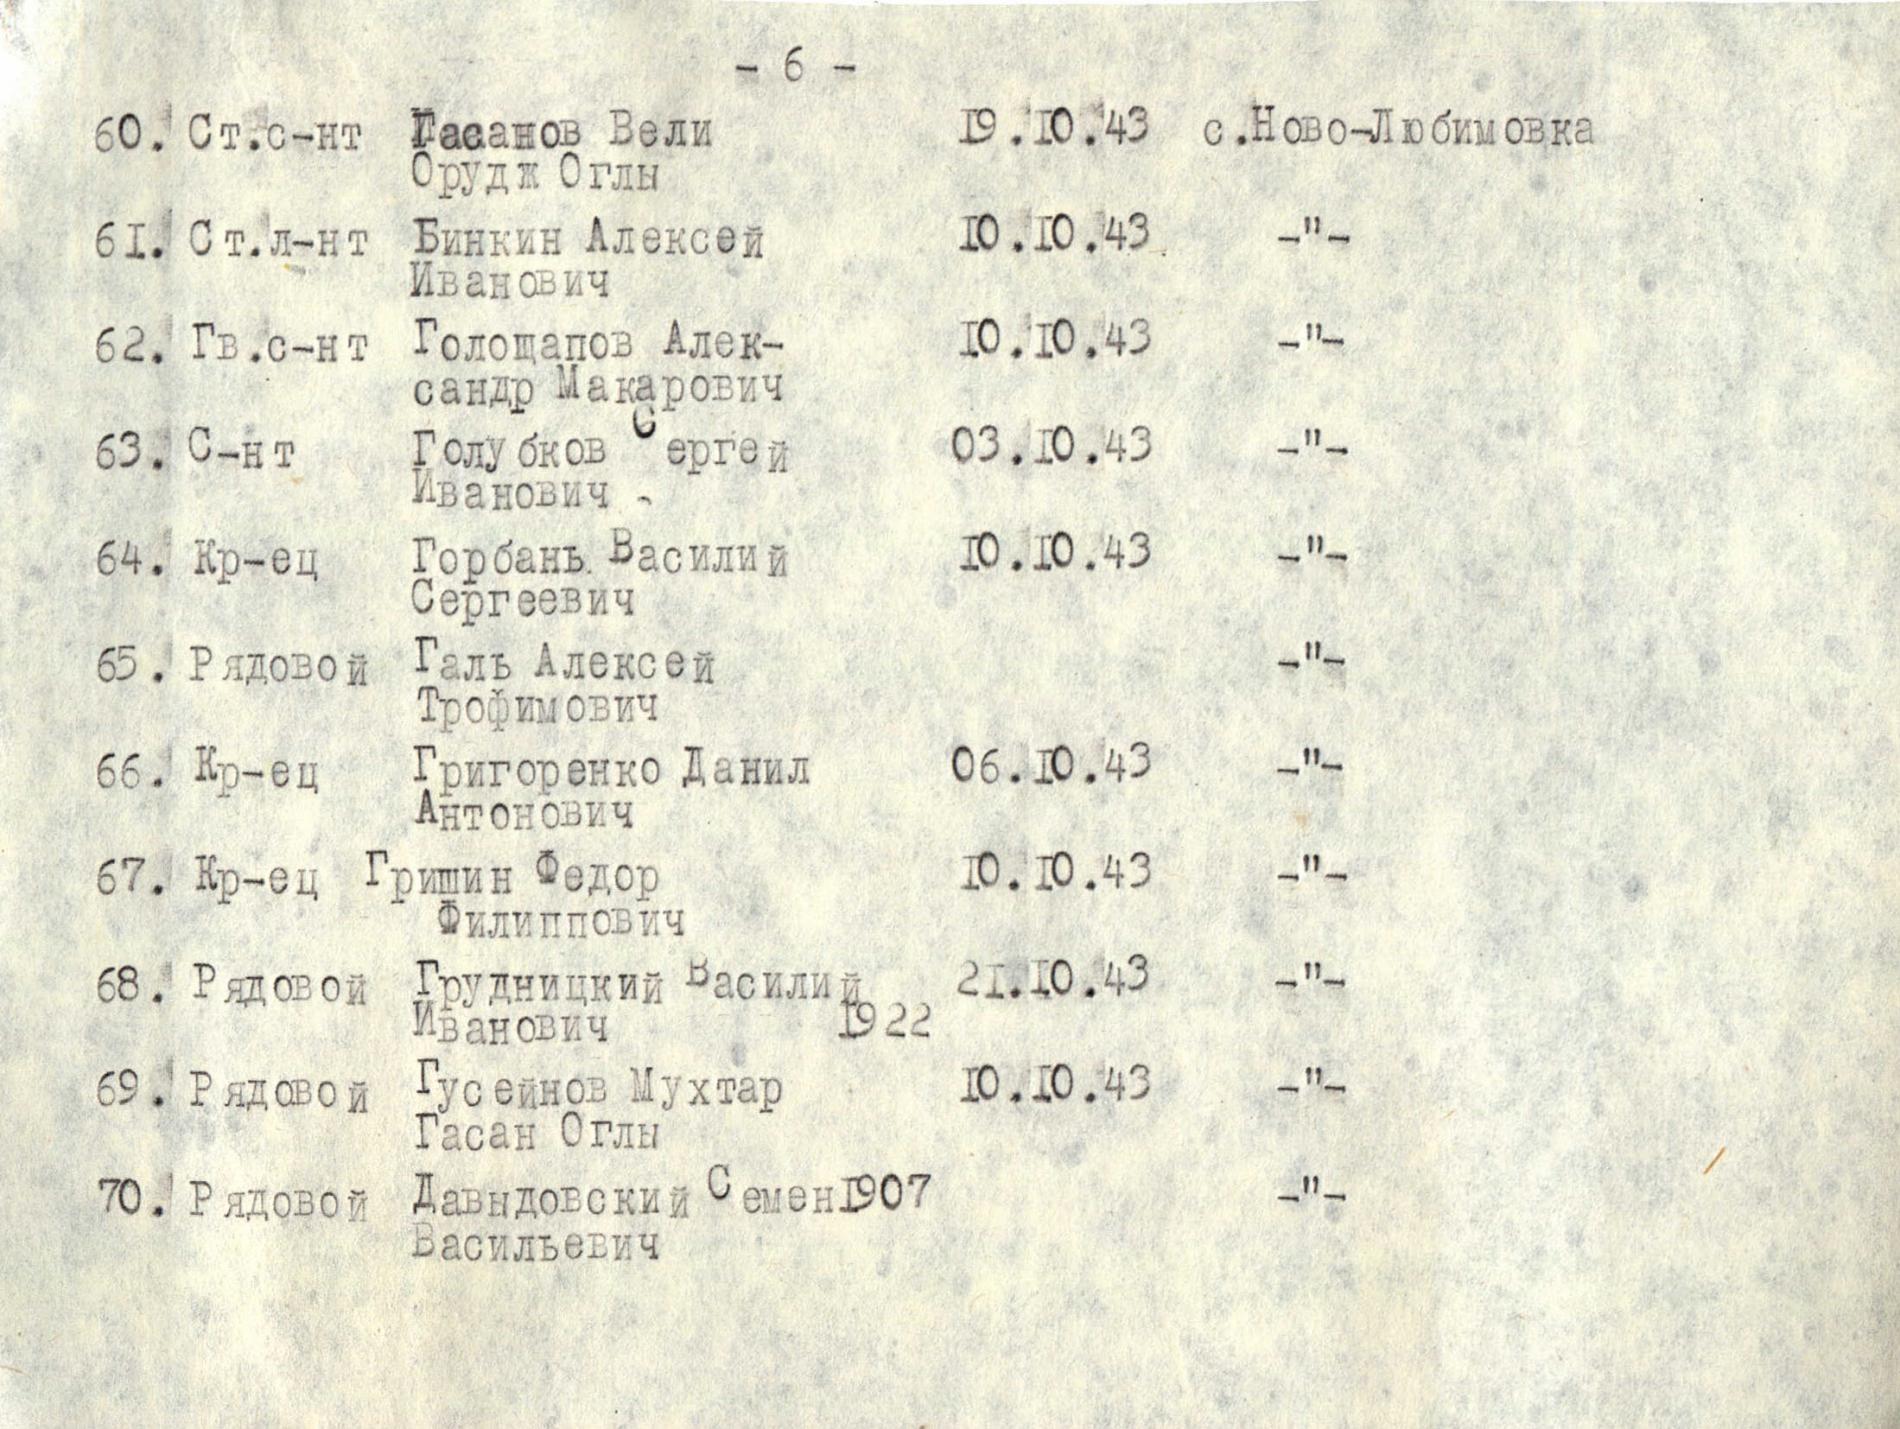 - 6 -
60. Ст.с-нт Гасанов Вели 19.10.43 с.Ново-Любимовка
Орудж Оглы
61. Ст.л-нт Бинкин Алексей 10.10.43 -"-
Иванович
62. Гв.с-нт Голощапов Алек- 10.10.43 -"-
сандр Макарович
63. С-нт Голубков Сергей 03.10.43 -"-
Иванович
64. Кр-ец Горбань Василий 10.10.43 -"-
Сергеевич
65. Рядовой Галь Алексей -"-
Трофимович
66. Кр-ец Григоренко Данил 06.10.43 -"-
Антонович
67. Кр-ец Гришин Федор 10.10.43 -"-
Филиппович
68. Рядовой Грудницкий Василий 21.10.43 -"-
Иванович 1922
69. Рядовой Гусейнов Мухтар 10.10.43 -"-
Гасан Оглы
70. Рядовой Давыдовский Семен 1907 -"-
Васильевич